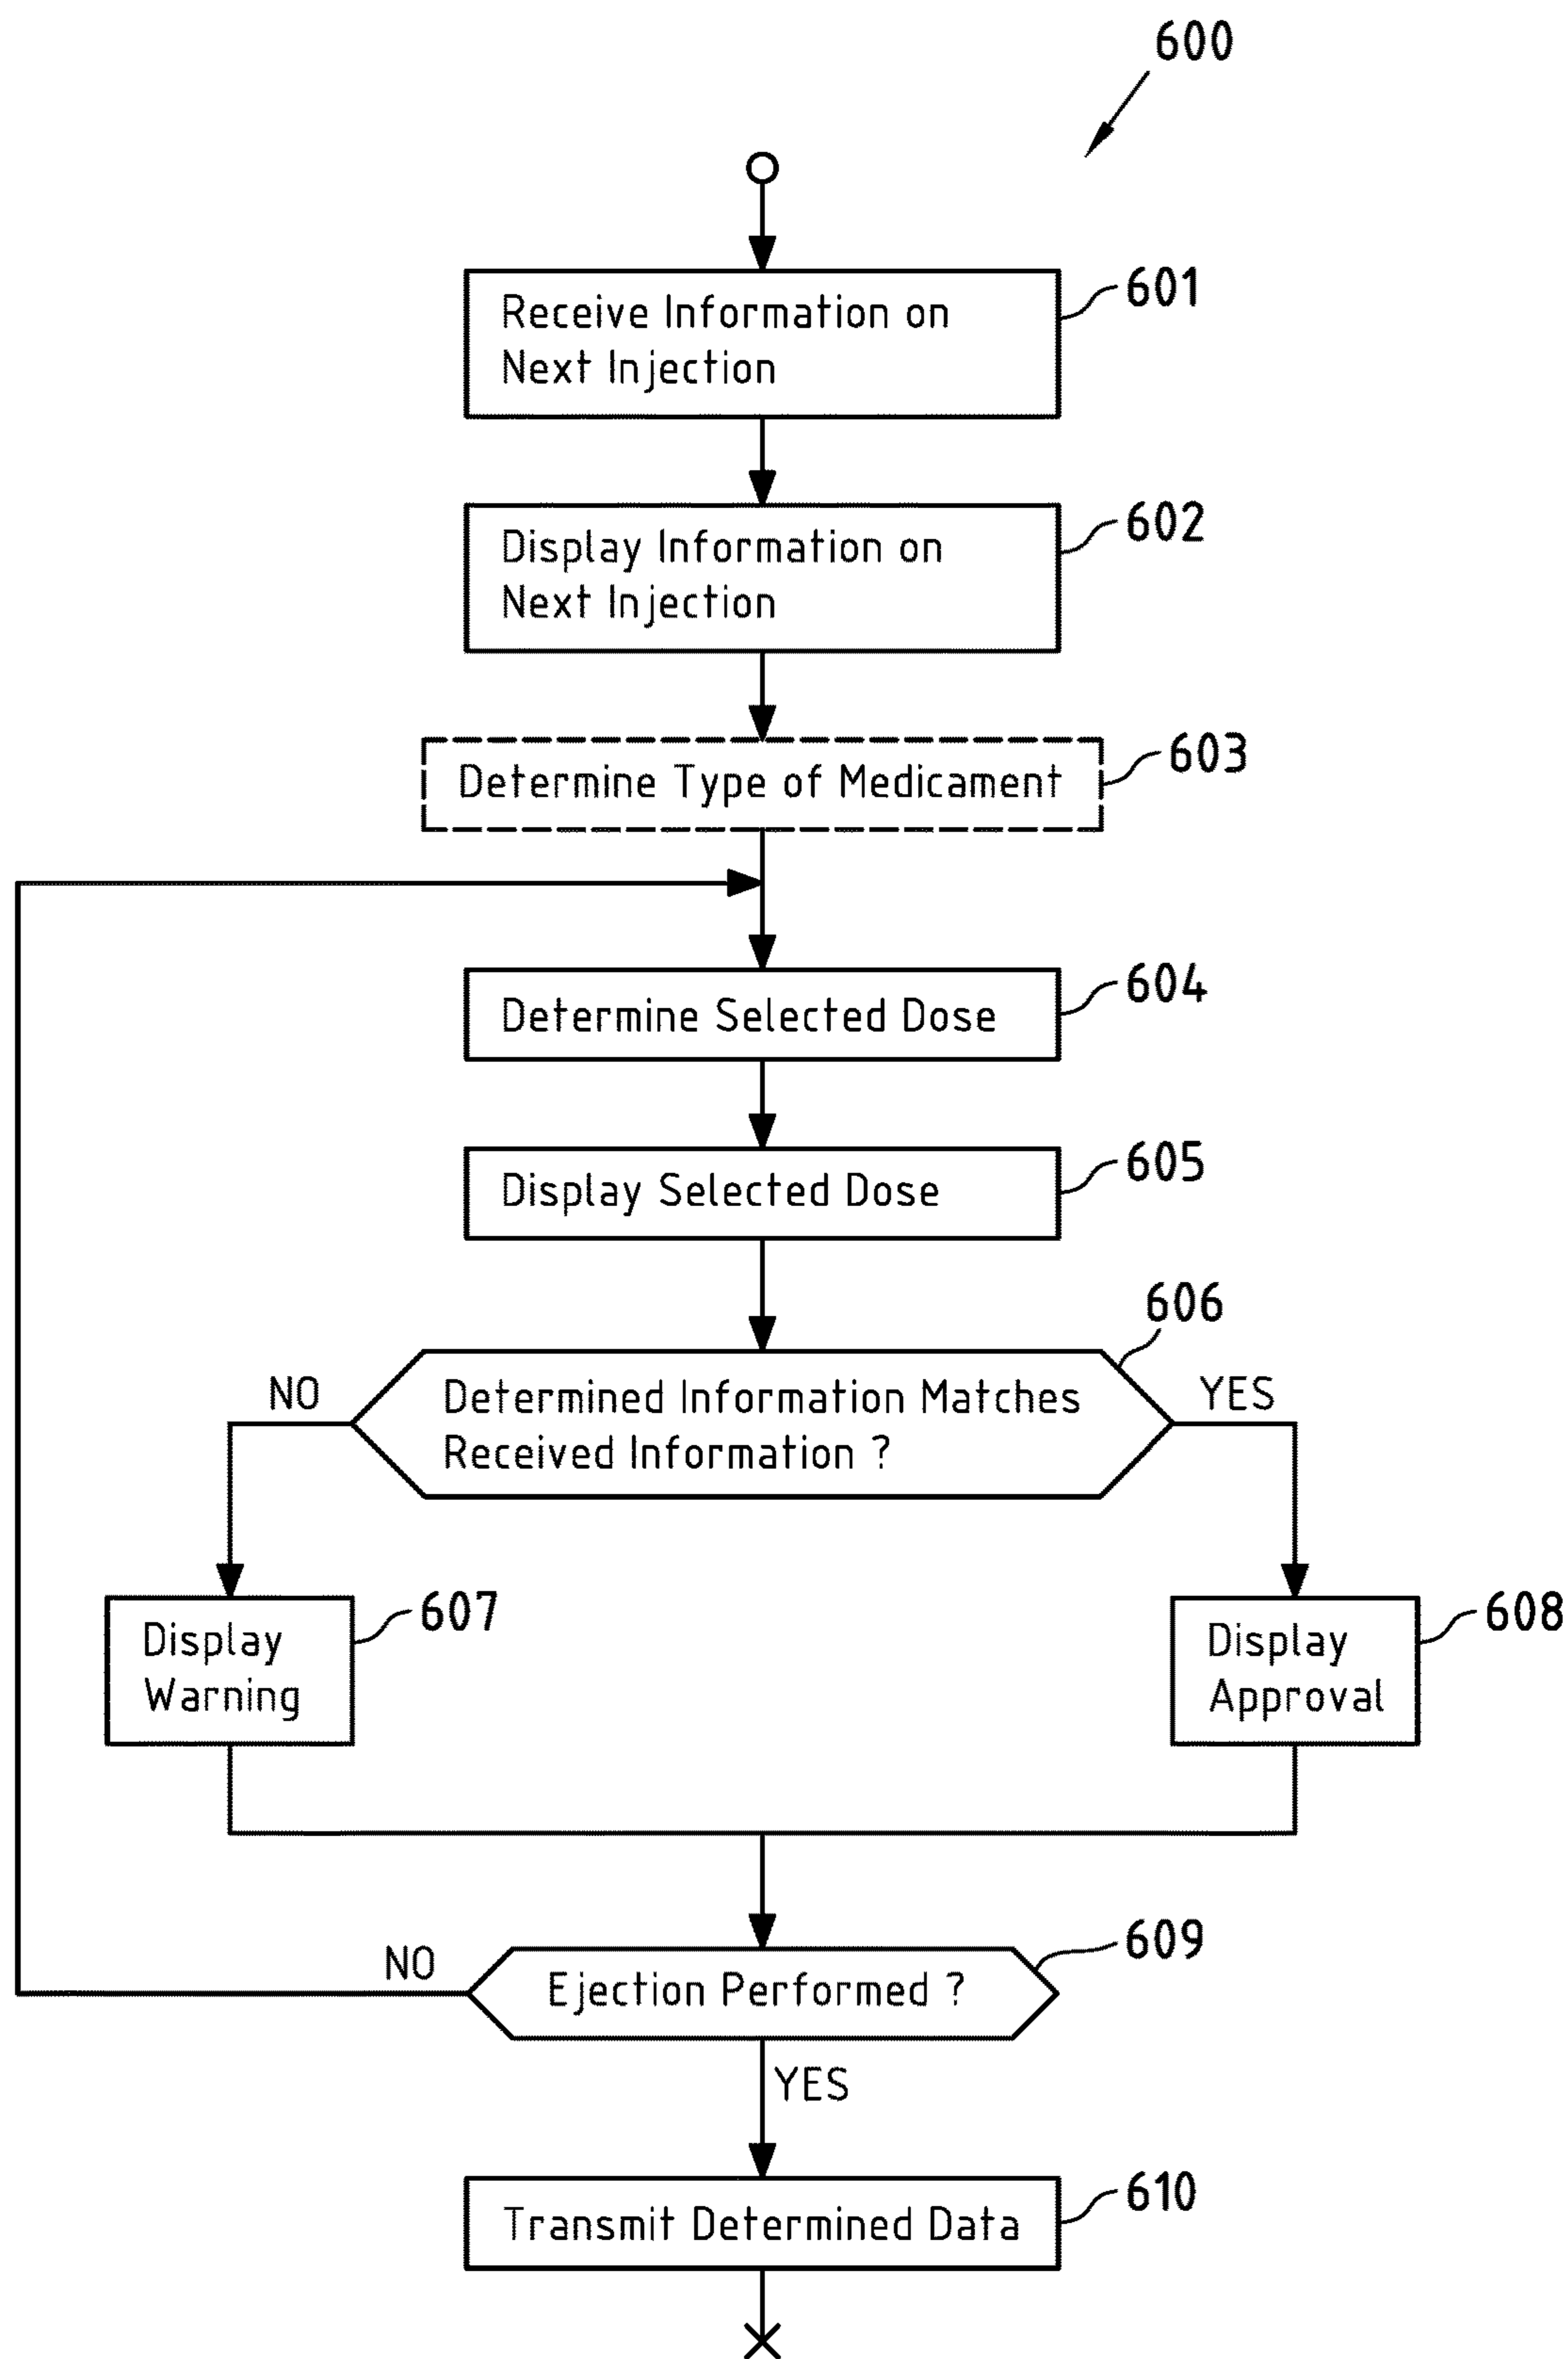 600
Receive Information on
Next Injection
601
Display Information on
Next Injection
602
Determine Type of Medicament
603
Determine Selected Dose
604
Display Selected Dose
605
606
NO
Determined Information Matches
Received Information ?
YES
Display
Warning
607
Display
Approval
608
NO
Ejection Performed ?
609
YES
Transmit Determined Data
610